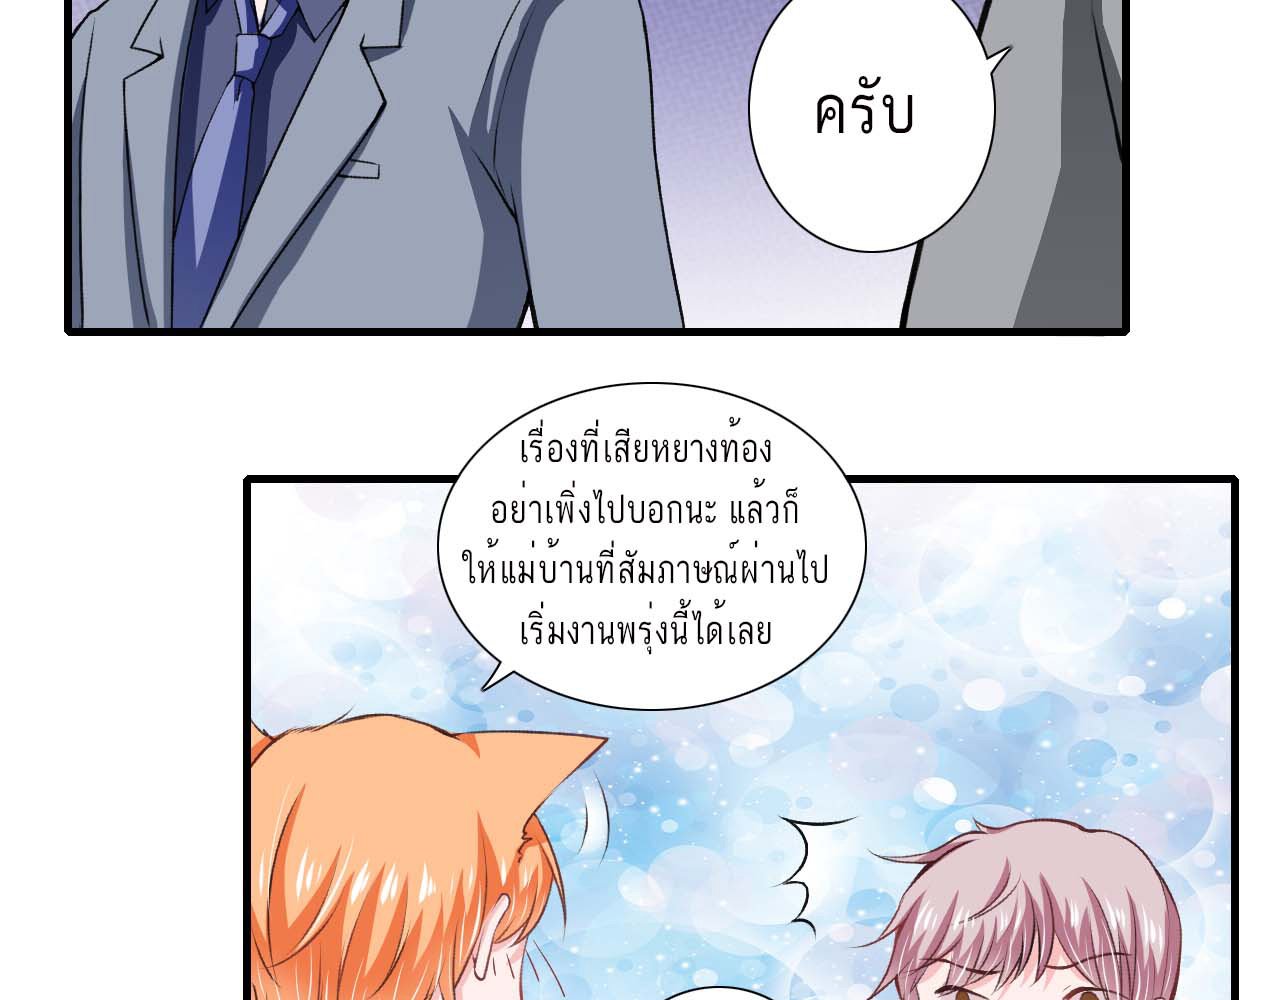 ครับ
เรื่องที่เสียหยางท้อง
อย่าเพิ่งไปบอกนะ แล้วก็
ให้แม่บ้านที่สัมภาษณ์ผ่านไป
เริ่มงานพรุ่งนี้ได้เลย